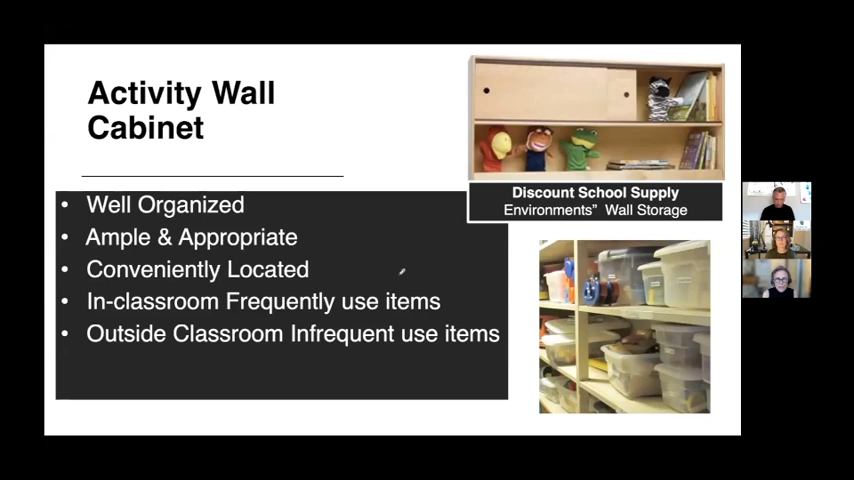 Activity Wall
Cabinet
• Well Organized
• Ample & Appropriate
• Conveniently Located
• In-classroom Frequently use items
• Outside Classroom Infrequent use items
Discount School Supply
Environments” Wall Storage